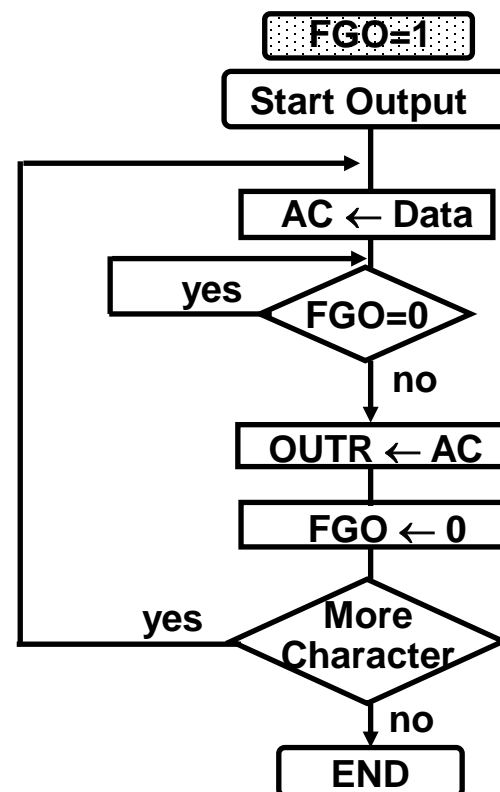 FGO=1
Start Output
AC ← Data
yes
FGO=0
no
OUTR ← AC
FGO ← 0
yes
More
Character
no
END